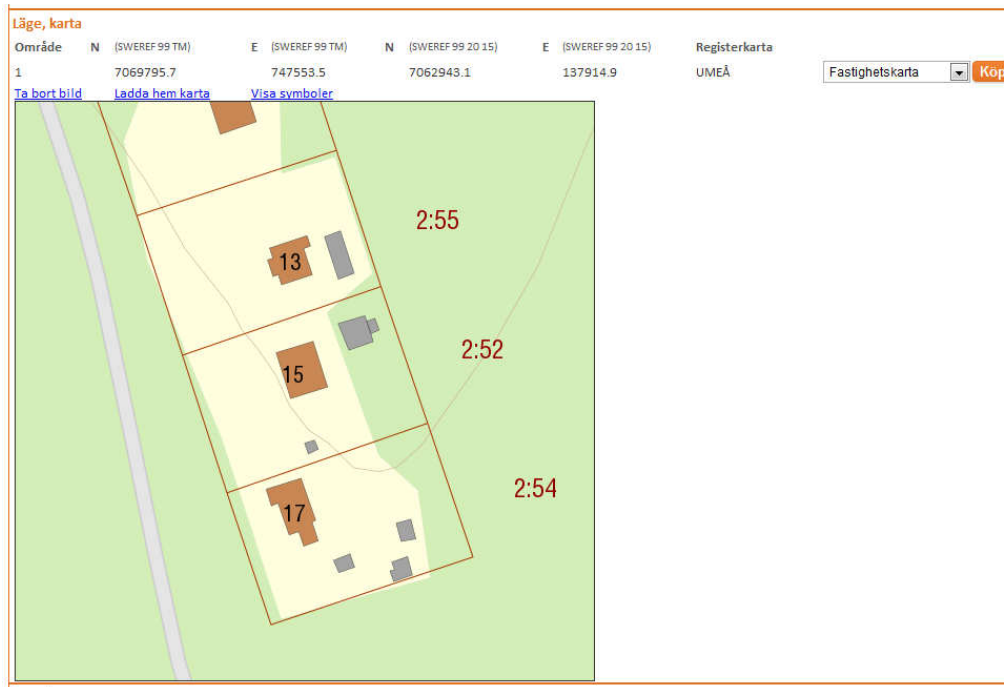 Läge, karta
Område N (SWEREF 99 TM) E (SWEREF 99 TM) N (SWEREF 99 20 15) E (SWEREF 99 20 15) Registerkarta
1 7069795.7 747553.5 7062943.1 137914.9 UMEÅ Fastighetskarta Köp
Ta bort bild Ladda hem karta Visa symboler
2:55
13
2:52
15
2:54
17